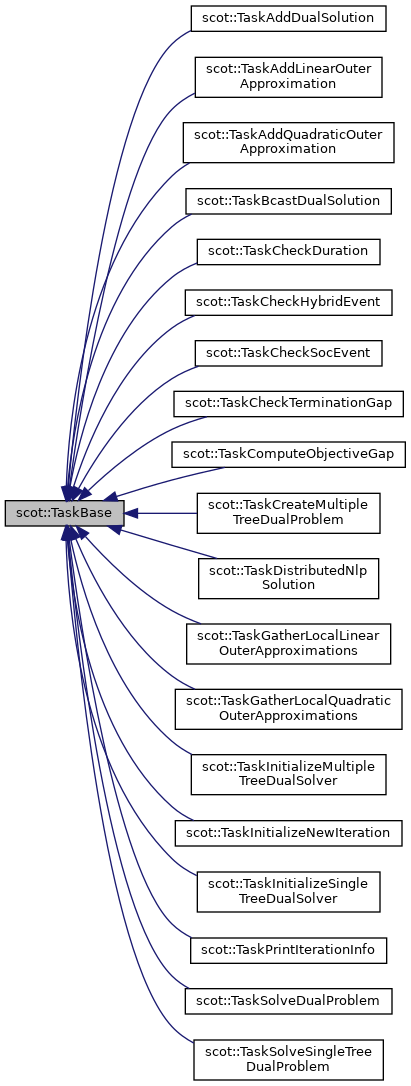 scot::TaskAddDualSolution
scot::TaskAddLinearOuter
Approximation
scot::TaskAddQuadraticOuter
Approximation
scot::TaskBcastDualSolution
scot::TaskCheckDuration
scot::TaskCheckHybridEvent
scot::TaskCheckSocEvent
scot::TaskCheckTerminationGap
scot::TaskComputeObjectiveGap
scot::TaskBase
scot::TaskCreateMultiple
TreeDualProblem
scot::TaskDistributedNlp
Solution
scot::TaskGatherLocalLinear
OuterApproximations
scot::TaskGatherLocalQuadratic
OuterApproximations
scot::TaskInitializeMultiple
TreeDualSolver
scot::TaskInitializeNewIteration
scot::TaskInitializeSingle
TreeDualSolver
scot::TaskPrintIterationInfo
scot::TaskSolveDualProblem
scot::TaskSolveSingleTree
DualProblem